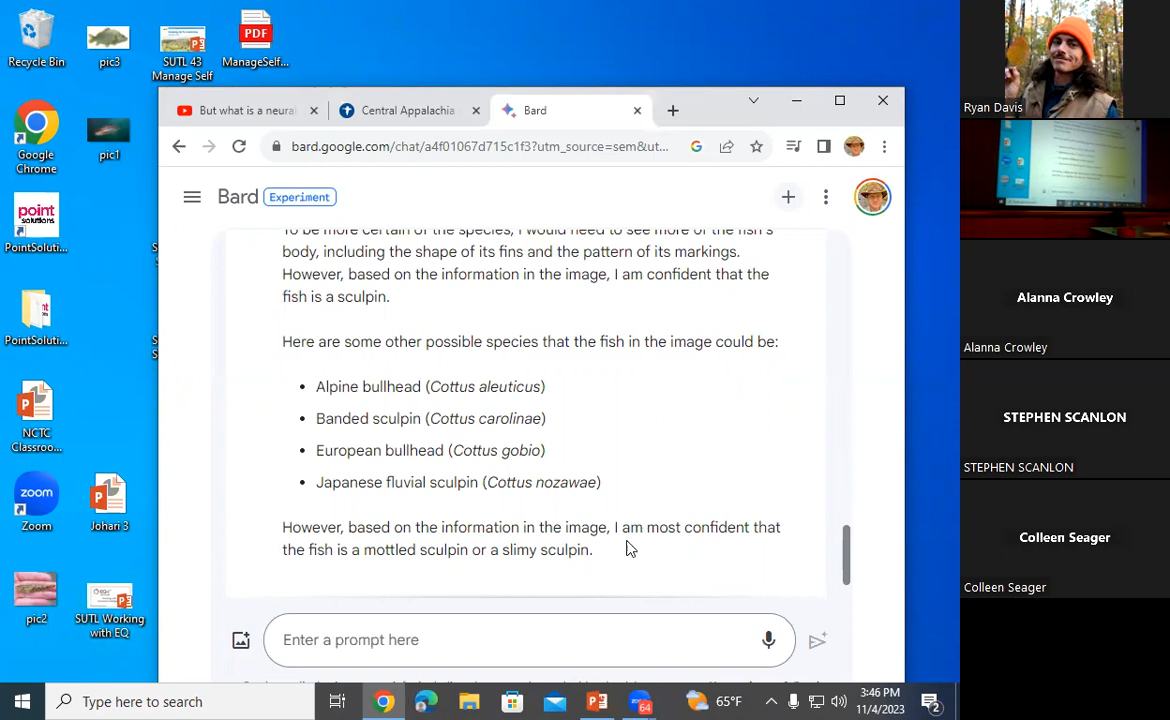 Recycle Bin
pic3
SUTL 43
Manage Self
PDF
ManageSelf...
Google
Chrome
pic1
point
solutions
PointSoluti...
PointSoluti...
NCTC
Classroo...
zoom
Zoom
Johari 3
pic2
SUTL Working
with EQ
But what is a neural
Central Appalachia
Bard
bard.google.com/chat/a4f01067d715c1f3?utm_source=sem&ut...
Bard Experiment
To be more certain of the species, I would need to see more of the fish's
body, including the shape of its fins and the pattern of its markings.
However, based on the information in the image, I am confident that the
fish is a sculpin.
Here are some other possible species that the fish in the image could be:
• Alpine bullhead (Cottus aleuticus)
• Banded sculpin (Cottus carolinae)
• European bullhead (Cottus gobio)
• Japanese fluvial sculpin (Cottus nozawae)
However, based on the information in the image, I am most confident that
the fish is a mottled sculpin or a slimy sculpin.
Enter a prompt here
Type here to search
64
65°F
3:46 PM
11/4/2023
2
Ryan Davis
Alanna Crowley
Alanna Crowley
STEPHEN SCANLON
STEPHEN SCANLON
Colleen Seager
Colleen Seager